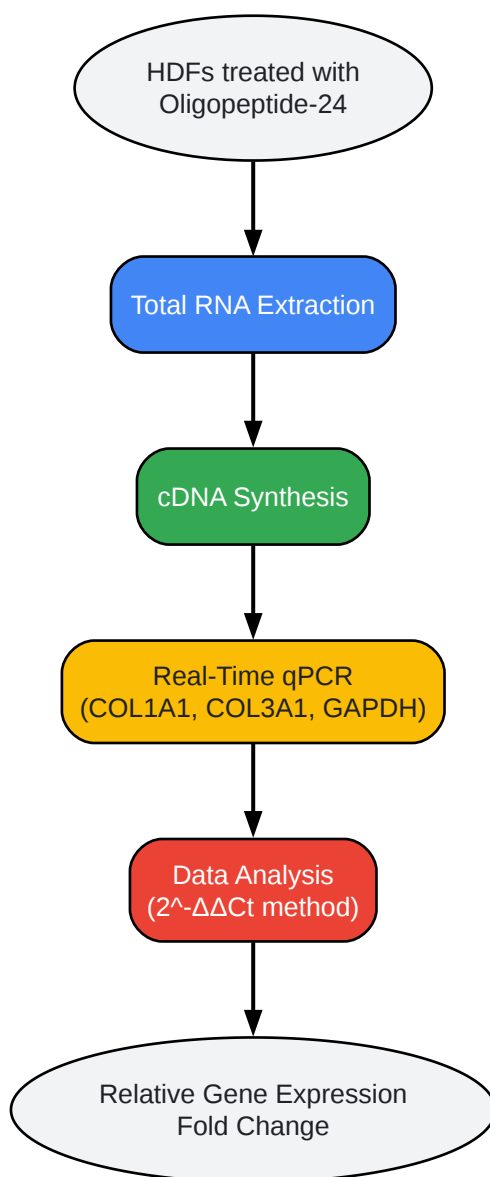 HDFs treated with
Oligopeptide-24
Total RNA Extraction
cDNA Synthesis
Real-Time qPCR
(COL1A1, COL3A1, GAPDH)
Data Analysis
(2^-ΔΔCt method)
Relative Gene Expression
Fold Change